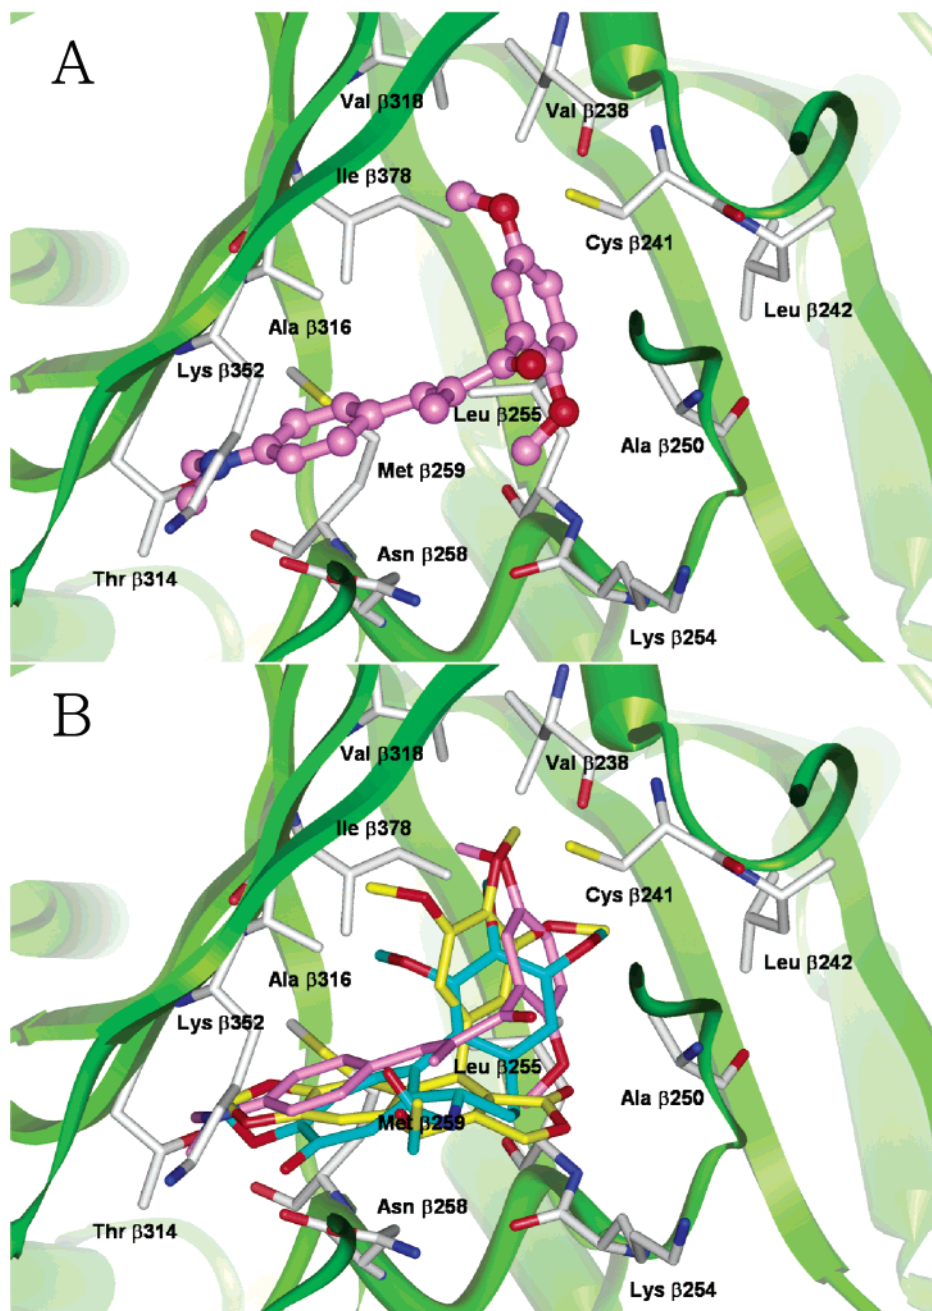 A
Val β318
Val β238
Ile β378
Cys β241
Leu β242
Ala β316
Lys β352
Leu β255
Ala β250
Met β259
Asn β258
Thr β314
Lys β254
B
Val β318
Val β238
Ile β378
Cys β241
Leu β242
Ala β316
Lys β352
Leu β255
Ala β250
Met β259
Asn β258
Thr β314
Lys β254